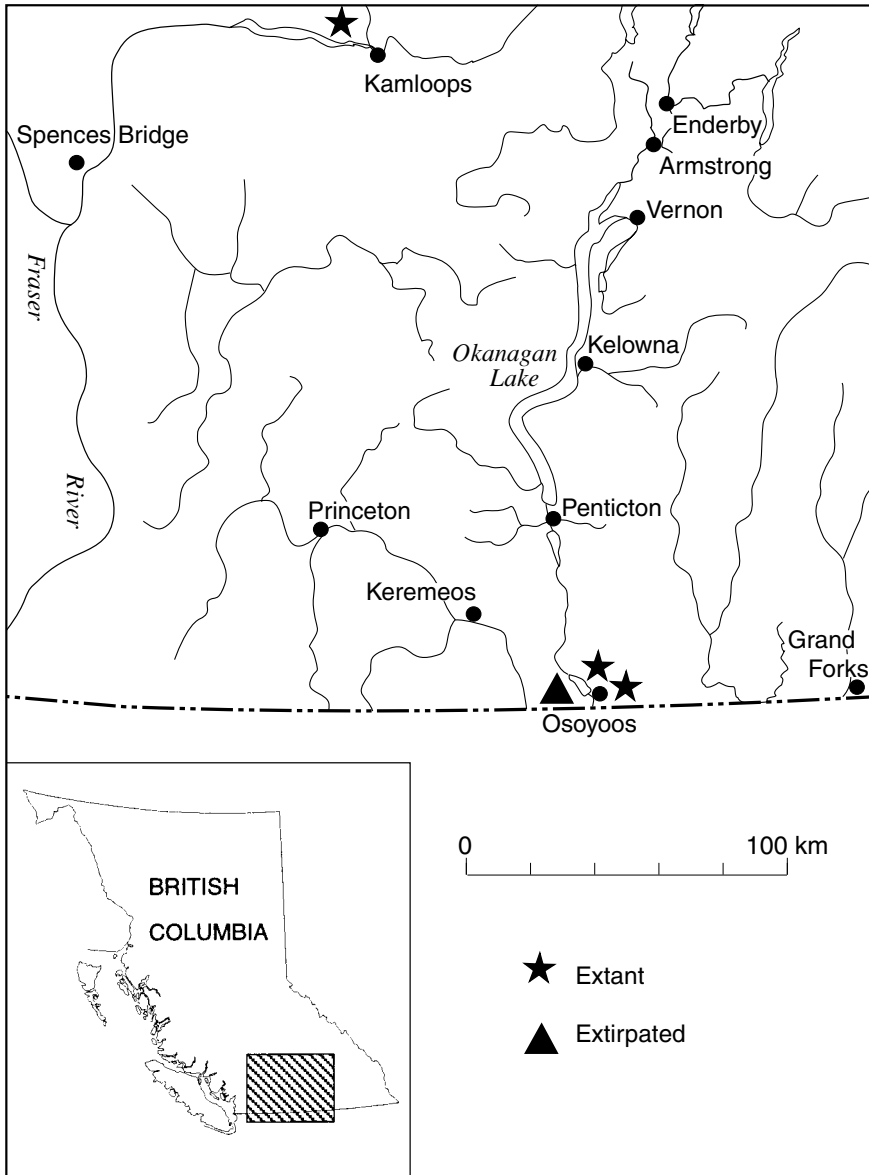 Kamloops
Enderby
Spences Bridge
Armstrong
Vernon
Fraser
River
Okanagan
Lake
Kelowna
Princeton
Penticton
Keremeos
Grand
Forks
Osoyoos
BRITISH
COLUMBIA
0 100 km
Extant
Extirpated